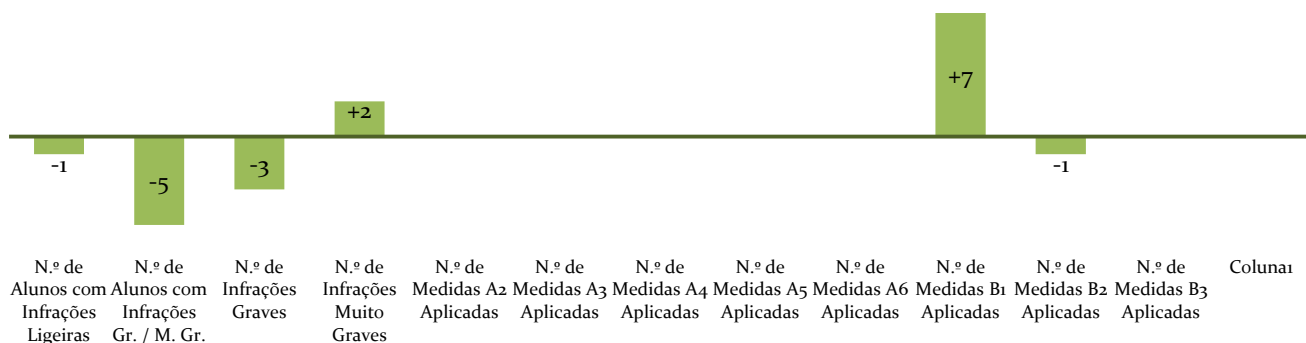 +7
+2
-1
-5
-3
-1
N.º de
Alunos com
Infrações
Ligeiras
N.º de
Alunos com
Infrações
Gr. / M. Gr.
N.º de
Infrações
Graves
N.º de
Infrações
Muito
Graves
N.º de
Medidas A2
Aplicadas
N.º de
Medidas A3
Aplicadas
N.º de
Medidas A4
Aplicadas
N.º de
Medidas A5
Aplicadas
N.º de
Medidas A6
Aplicadas
N.º de
Medidas B1
Aplicadas
N.º de
Medidas B2
Aplicadas
N.º de
Medidas B3
Aplicadas
Coluna1